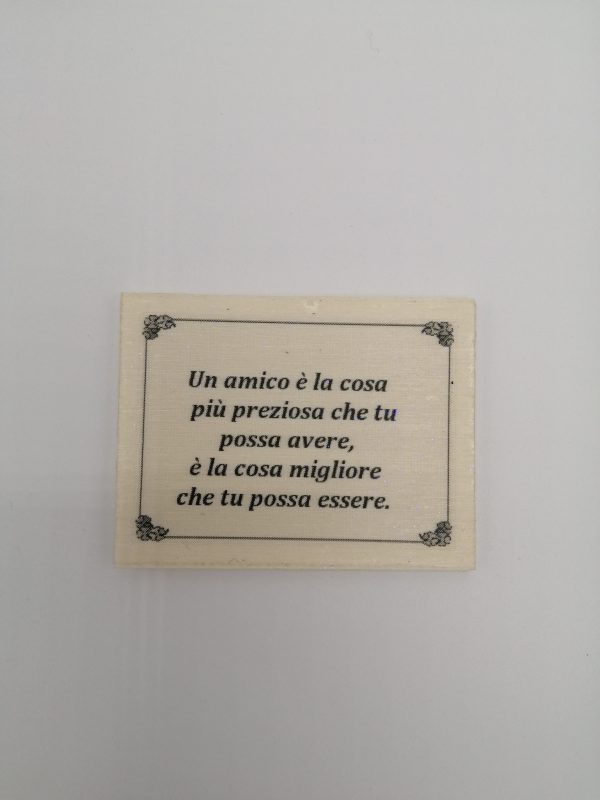 Un amico è la cosa
più preziosa che tu
possa avere,
è la cosa migliore
che tu possa essere.